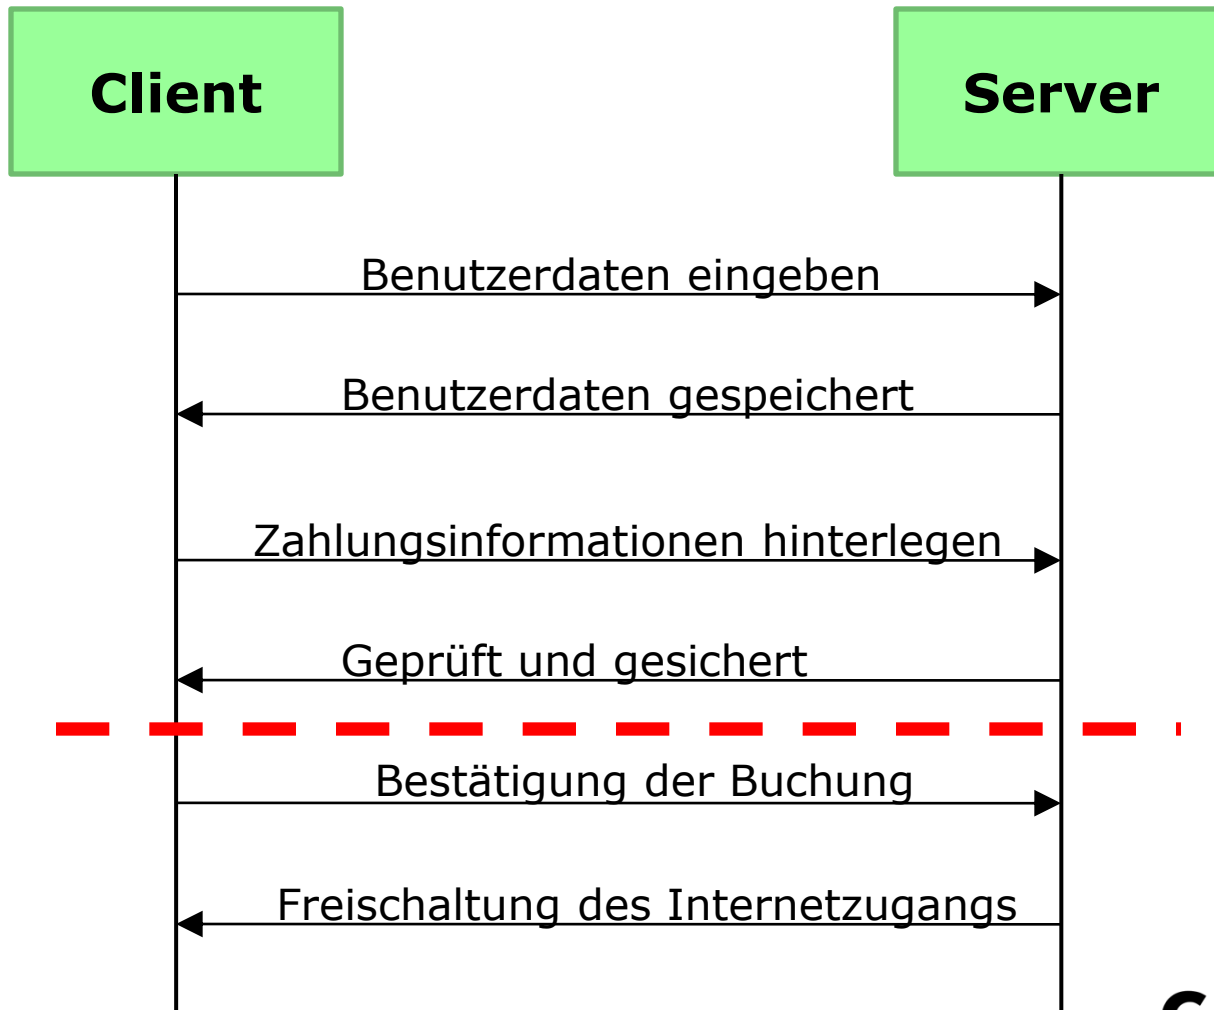 Client
Server
Benutzerdaten eingeben
Benutzerdaten gespeichert
Zahlungsinformationen hinterlegen
Geprüft und gesichert
Bestätigung der Buchung
Freischaltung des Internetzugangs